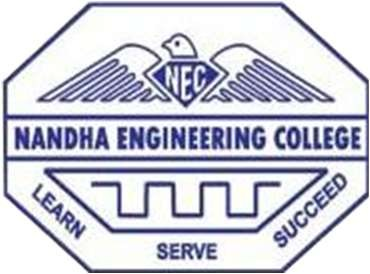 NEC
NANDHA ENGINEERING COLLEGE
LEARN
SERVE
SUCCEED